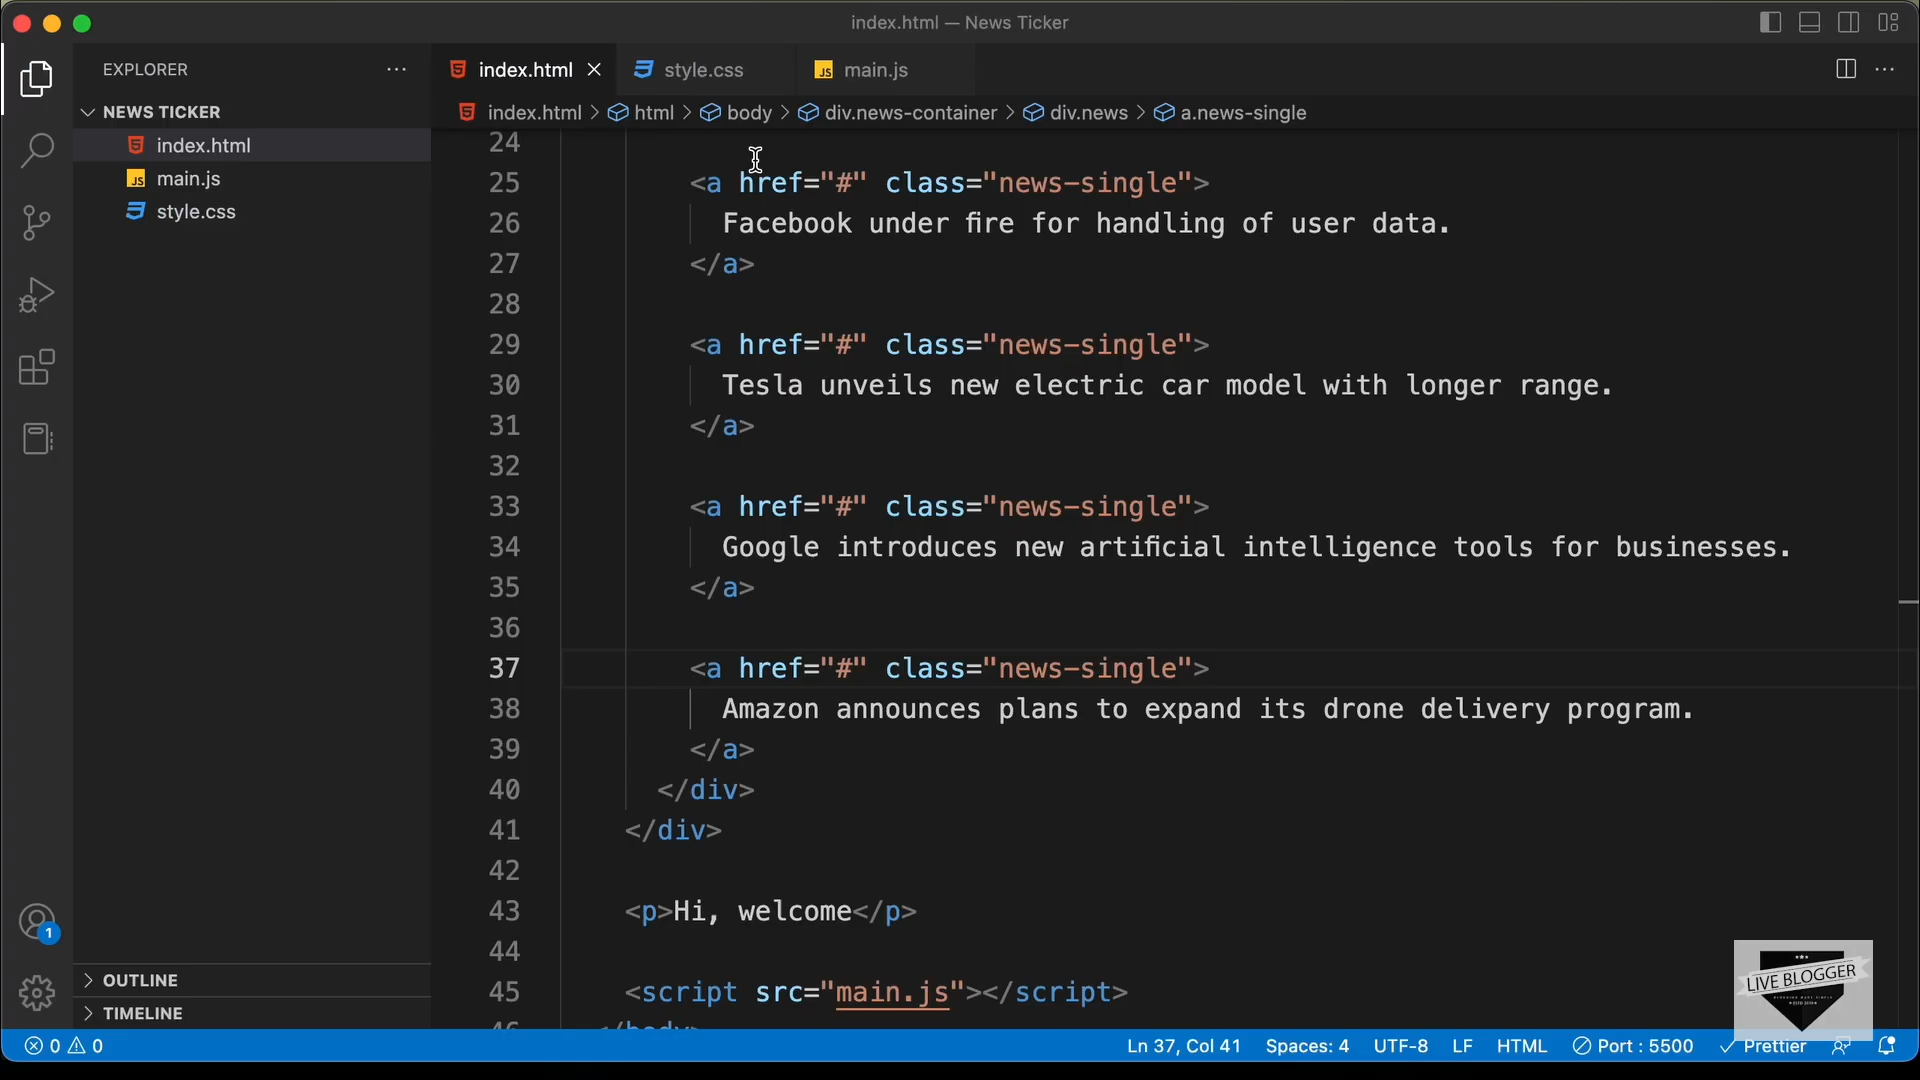 index.html — News Ticker
EXPLORER
index.html
style.css
main.js
NEWS TICKER
index.html > html > body > div.news-container > div.news > a.news-single
index.html
main.js
style.css
24
25 <a href="#" class="news-single">
26 Facebook under fire for handling of user data.
27 </a>
28
29 <a href="#" class="news-single">
30 Tesla unveils new electric car model with longer range.
31 </a>
32
33 <a href="#" class="news-single">
34 Google introduces new artificial intelligence tools for businesses.
35 </a>
36
37 <a href="#" class="news-single">
38 Amazon announces plans to expand its drone delivery program.
39 </a>
40 </div>
41 </div>
42
43 <p>Hi, welcome</p>
44
45 <script src="main.js"></script>
46 </body>
1
OUTLINE
TIMELINE
LIVE BLOGGER
0 0 Ln 37, Col 41 Spaces: 4 UTF-8 LF HTML Port : 5500 Prettier